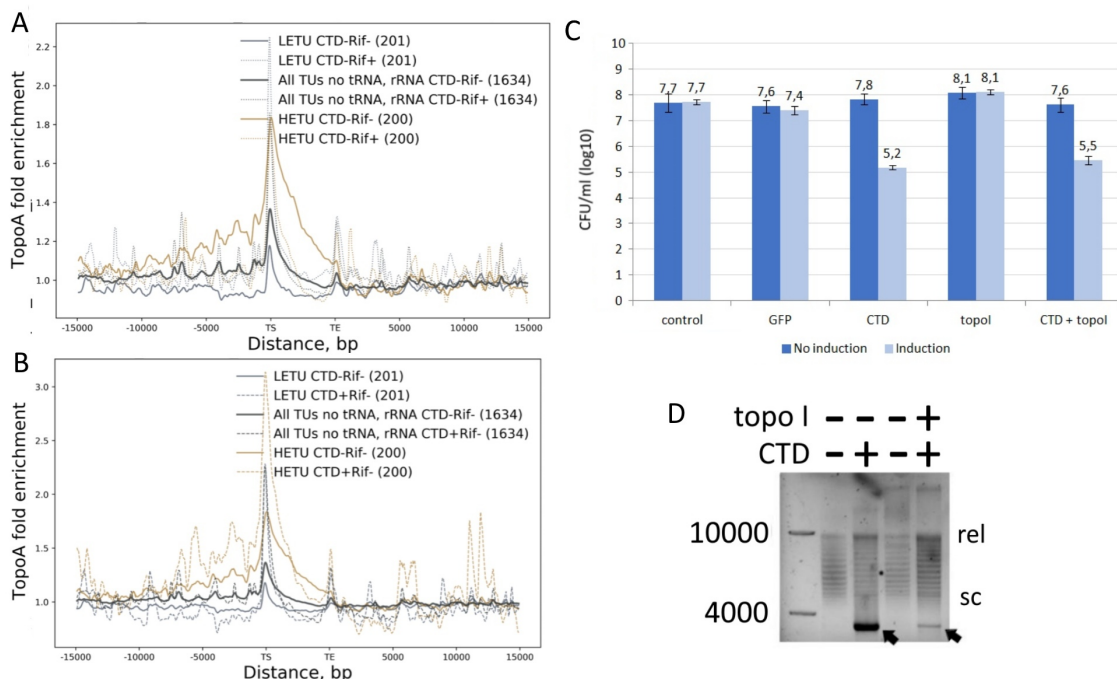 A
TopoA fold enrichment
2.2
2.0
1.8
1.6
1.4
1.2
1.0
LETU CTD-Rif- (201)
LETU CTD-Rif+ (201)
All TUs no tRNA, rRNA CTD-Rif- (1634)
All TUs no tRNA, rRNA CTD-Rif+ (1634)
HETU CTD-Rif- (200)
HETU CTD-Rif+ (200)
-15000 -10000 -5000 TS TE 5000 10000 15000
Distance, bp
B
TopoA fold enrichment
3.0
2.5
2.0
1.5
1.0
LETU CTD-Rif- (201)
LETU CTD+Rif- (201)
All TUs no tRNA, rRNA CTD-Rif- (1634)
All TUs no tRNA, rRNA CTD+Rif- (1634)
HETU CTD-Rif- (200)
HETU CTD+Rif- (200)
-15000 -10000 -5000 TS TE 5000 10000 15000
Distance, bp
C
CFU/ml (log10)
10
9
8
7
6
5
4
3
2
1
0
7,7 7,7 7,6 7,4 7,8 5,2 8,1 8,1 7,6 5,5
control GFP CTD topoI CTD + topoI
No induction Induction
D
topo I - - - +
CTD - + - +
10000 rel
4000 sc